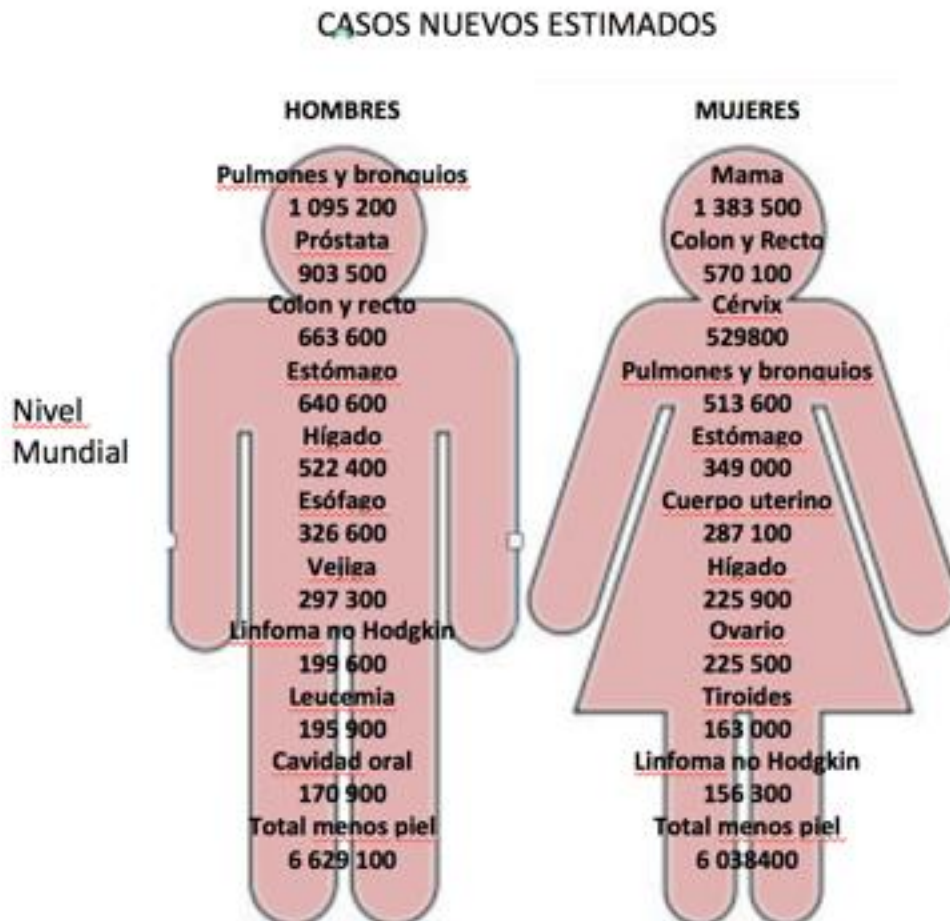 CASOS NUEVOS ESTIMADOS
HOMBRES
Pulmones y bronquios
1 095 200
Próstata
903 500
Colon y recto
663 600
Estómago
640 600
Hígado
522 400
Esófago
326 600
Vejiga
297 300
Linfoma no Hodgkin
199 600
Leucemia
195 900
Cavidad oral
170 900
Total menos piel
6 629 100
MUJERES
Mama
1 383 500
Colon y Recto
570 100
Cérvix
529800
Pulmones y bronquios
513 600
Estómago
349 000
Cuerpo uterino
287 100
Hígado
225 900
Ovario
225 500
Tiroides
163 000
Linfoma no Hodgkin
156 300
Total menos piel
6 038400
Nivel
Mundial